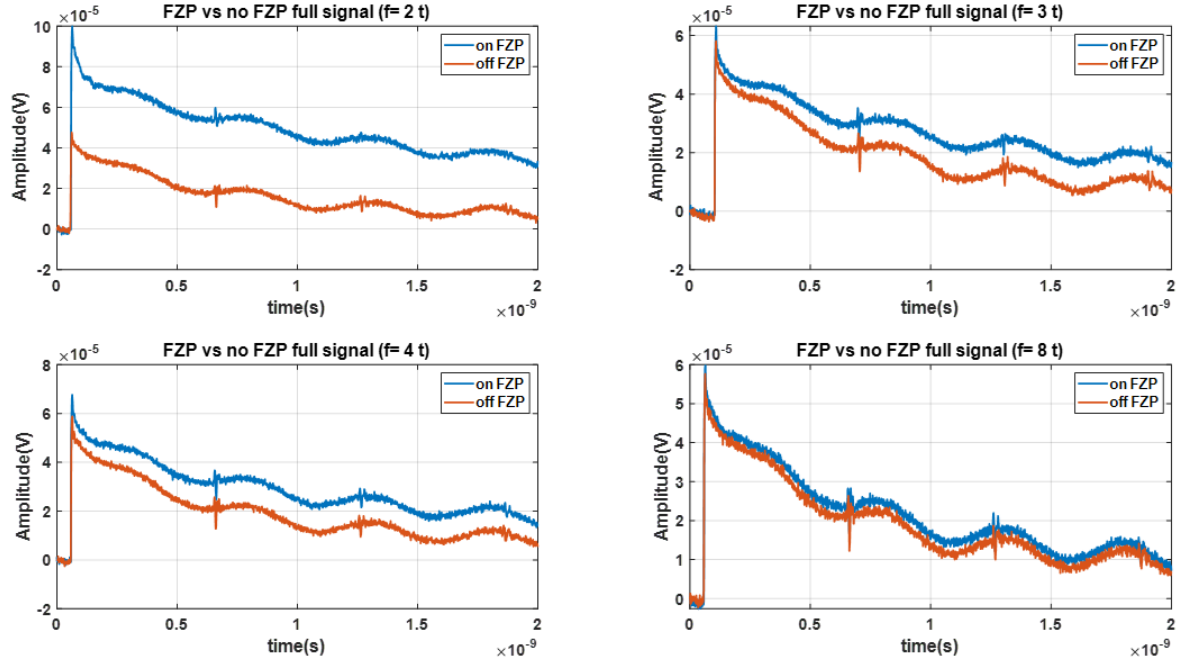 FZP vs no FZP full signal (f= 2 t)
×10⁻⁵
10
8
6
4
2
0
-2
Amplitude(V)
on FZP
off FZP
0 0.5 1 1.5 2
time(s)
×10⁻⁹
FZP vs no FZP full signal (f= 3 t)
×10⁻⁵
6
4
2
0
-2
Amplitude(V)
on FZP
off FZP
0 0.5 1 1.5 2
time(s)
×10⁻⁹
FZP vs no FZP full signal (f= 4 t)
×10⁻⁵
8
6
4
2
0
-2
Amplitude(V)
on FZP
off FZP
0 0.5 1 1.5 2
time(s)
×10⁻⁹
FZP vs no FZP full signal (f= 8 t)
×10⁻⁵
6
5
4
3
2
1
0
Amplitude(V)
on FZP
off FZP
0 0.5 1 1.5 2
time(s)
×10⁻⁹